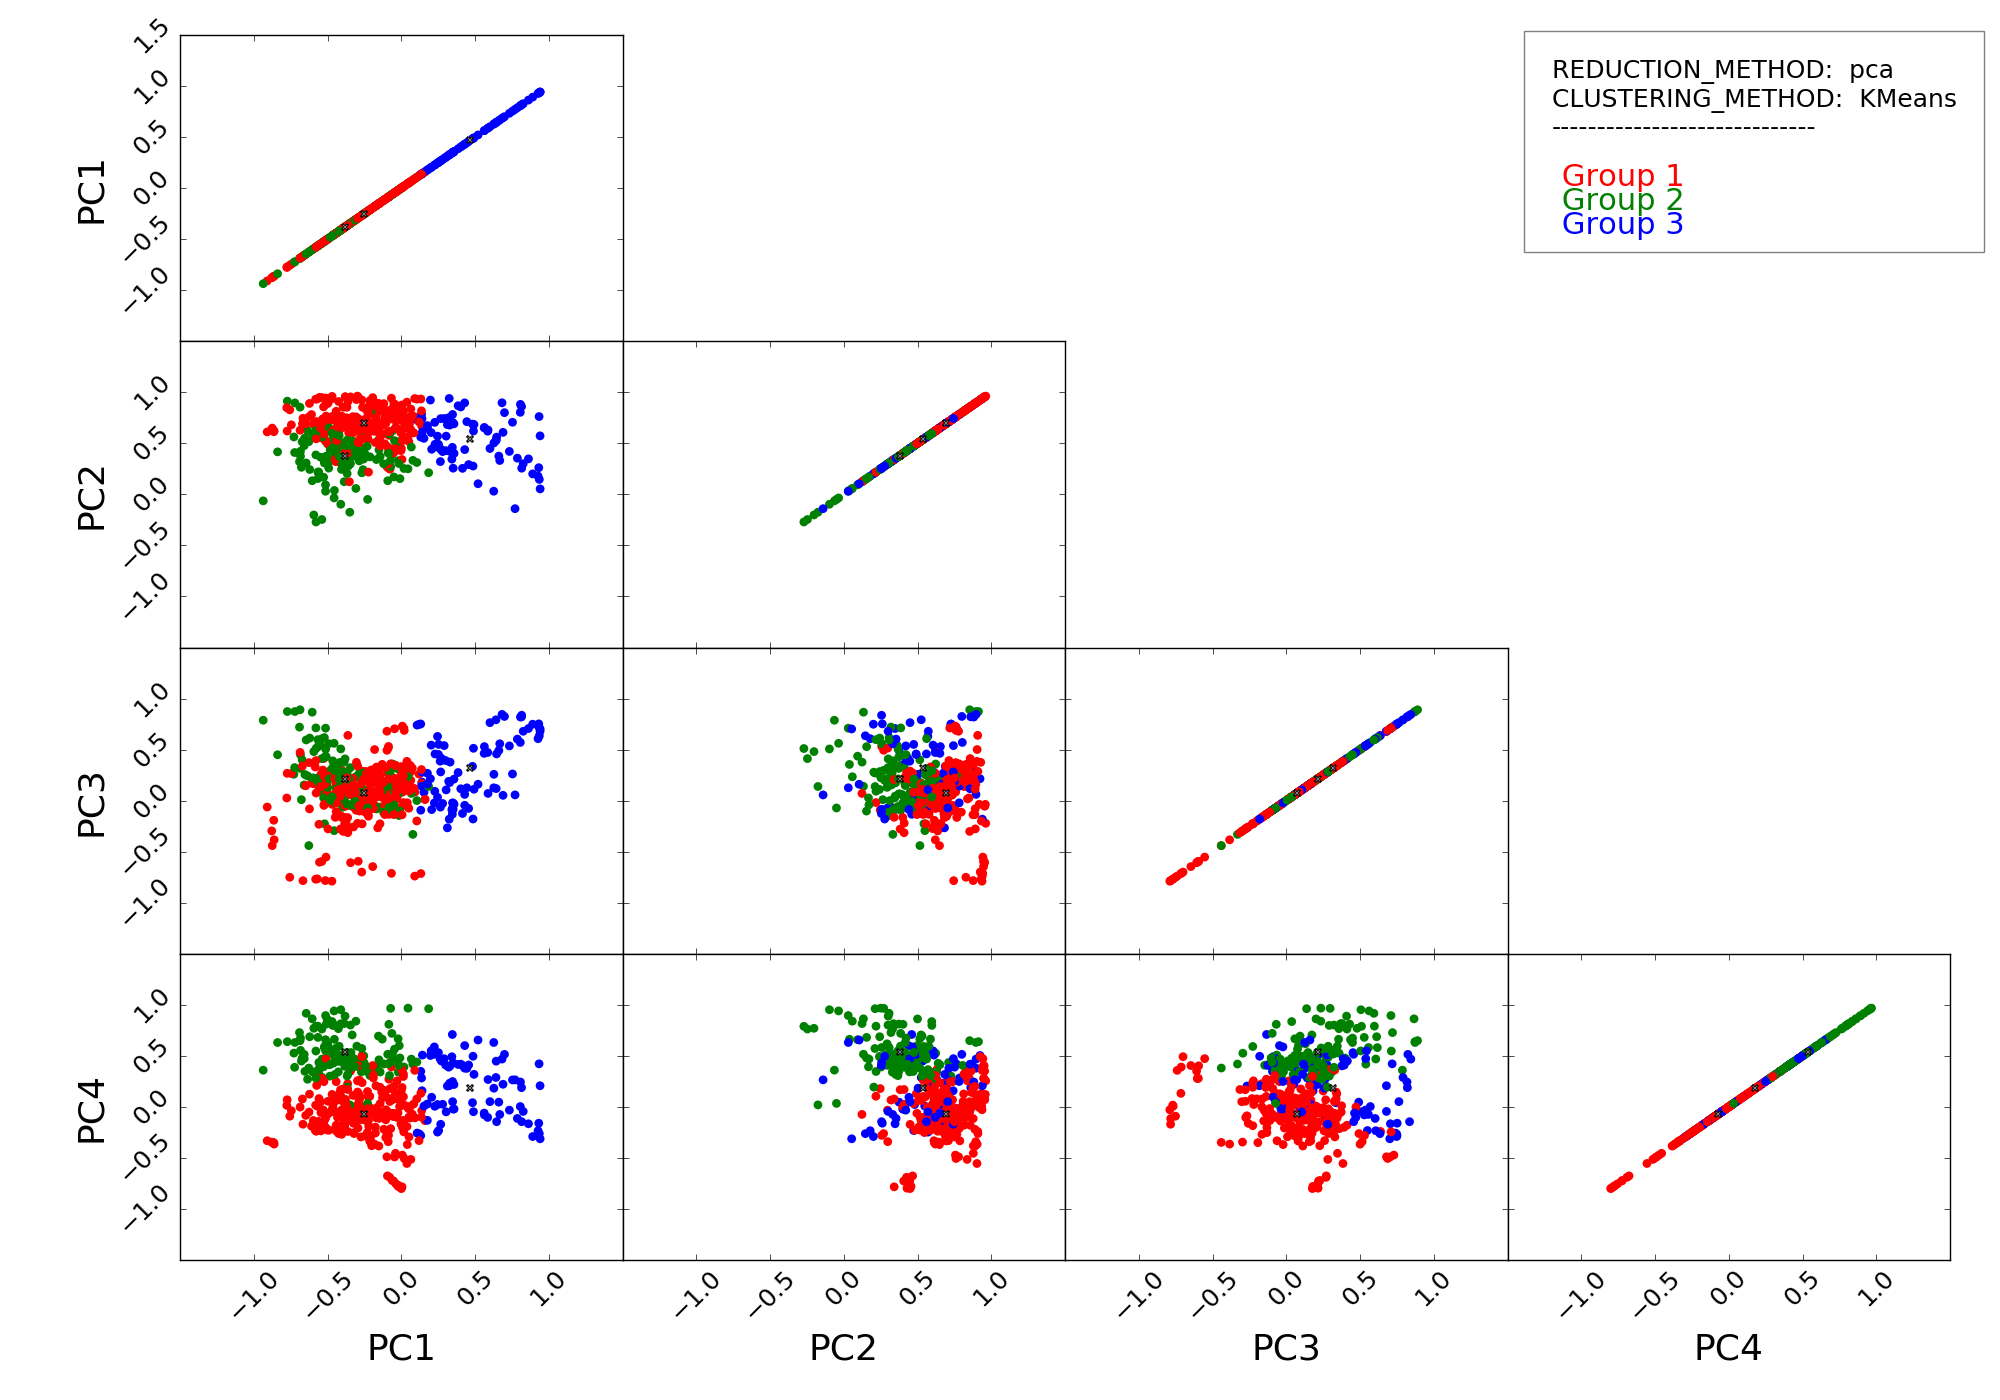 1.5
1.0
0.5
0.0
−0.5
−1.0
PC1
REDUCTION_METHOD: pca
CLUSTERING_METHOD: KMeans
-----------------------------
Group 1
Group 2
Group 3
1.0
0.5
0.0
−0.5
−1.0
PC2
1.0
0.5
0.0
−0.5
−1.0
PC3
1.0
0.5
0.0
−0.5
−1.0
PC4
−1.0 −0.5 0.0 0.5 1.0 −1.0 −0.5 0.0 0.5 1.0 −1.0 −0.5 0.0 0.5 1.0 −1.0 −0.5 0.0 0.5 1.0
PC1 PC2 PC3 PC4